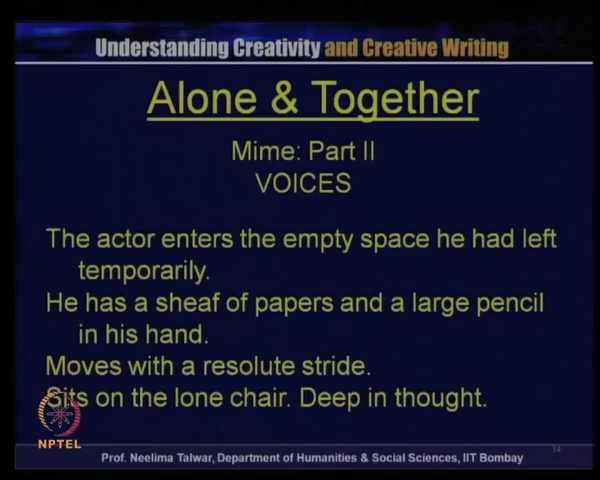 Understanding Creativity and Creative Writing
Alone & Together
Mime: Part II
VOICES
The actor enters the empty space he had left
temporarily.
He has a sheaf of papers and a large pencil
in his hand.
Moves with a resolute stride.
Sits on the lone chair. Deep in thought.
NPTEL
Prof. Neelima Talwar, Department of Humanities & Social Sciences, IIT Bombay
14